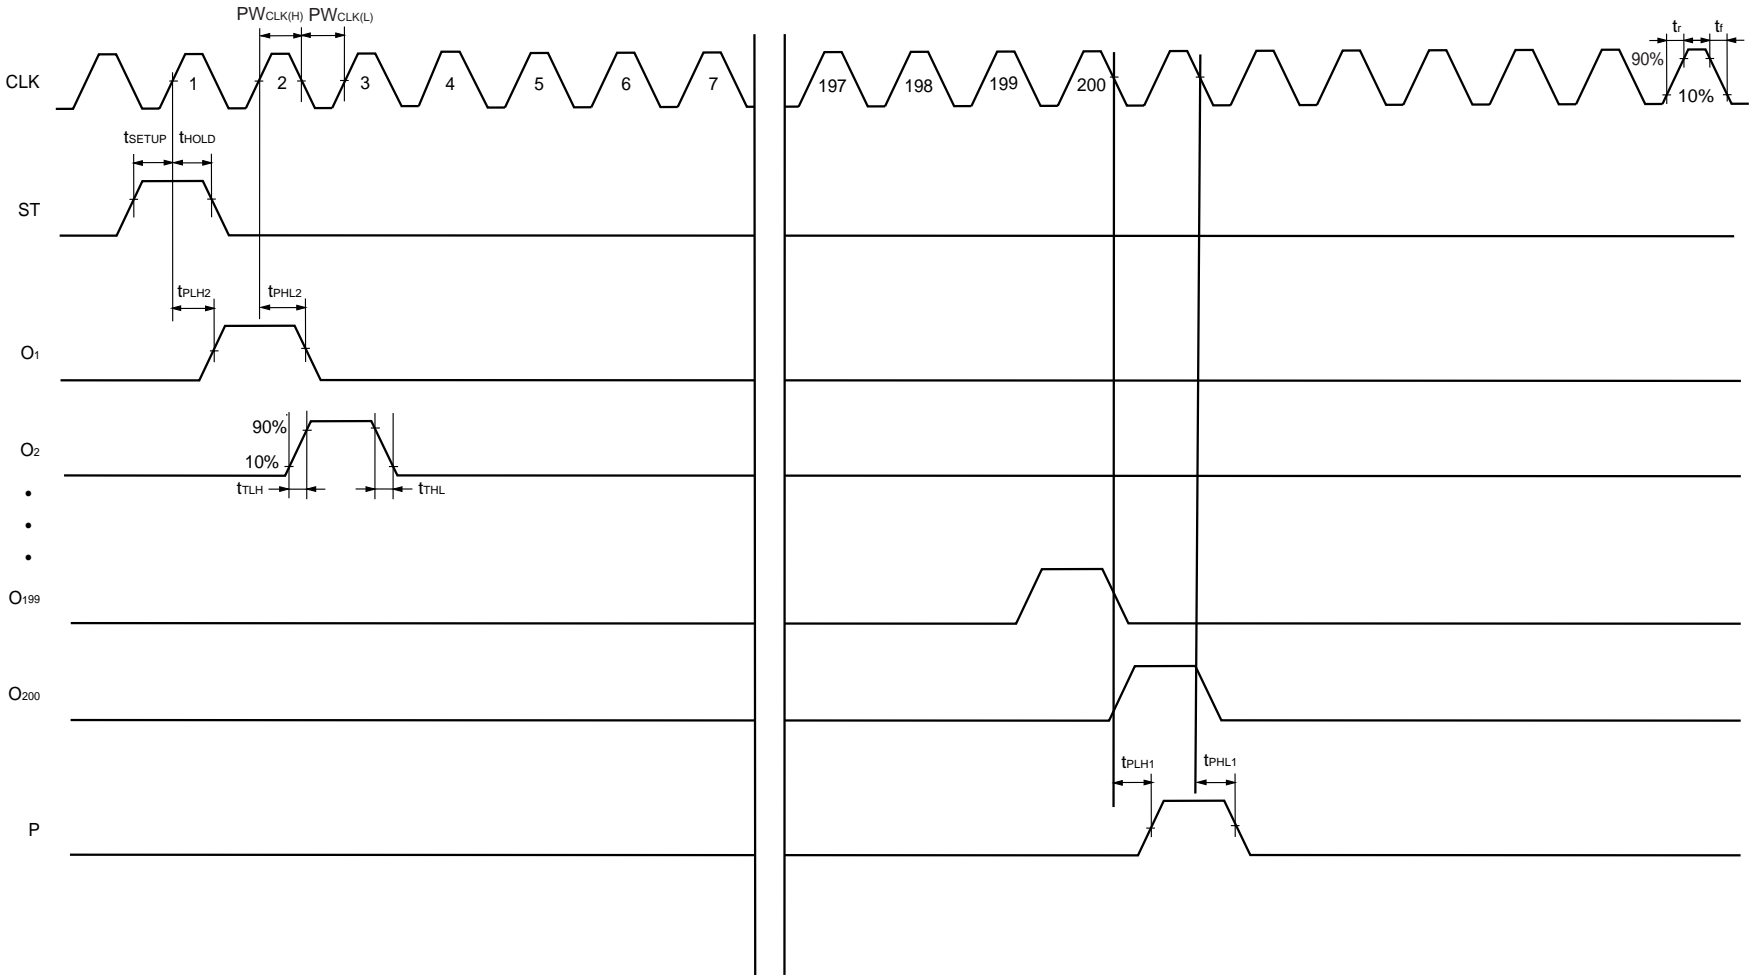 PWCLK(H) PWCLK(L)
tr tf
CLK 1 2 3 4 5 6 7 197 198 199 200 90%
10%
tSETUP tHOLD
ST
tPLH2 tPHL2
O1
90%
O2
10%
tTLH tTHL
O199
O200
tPLH1 tPHL1
P